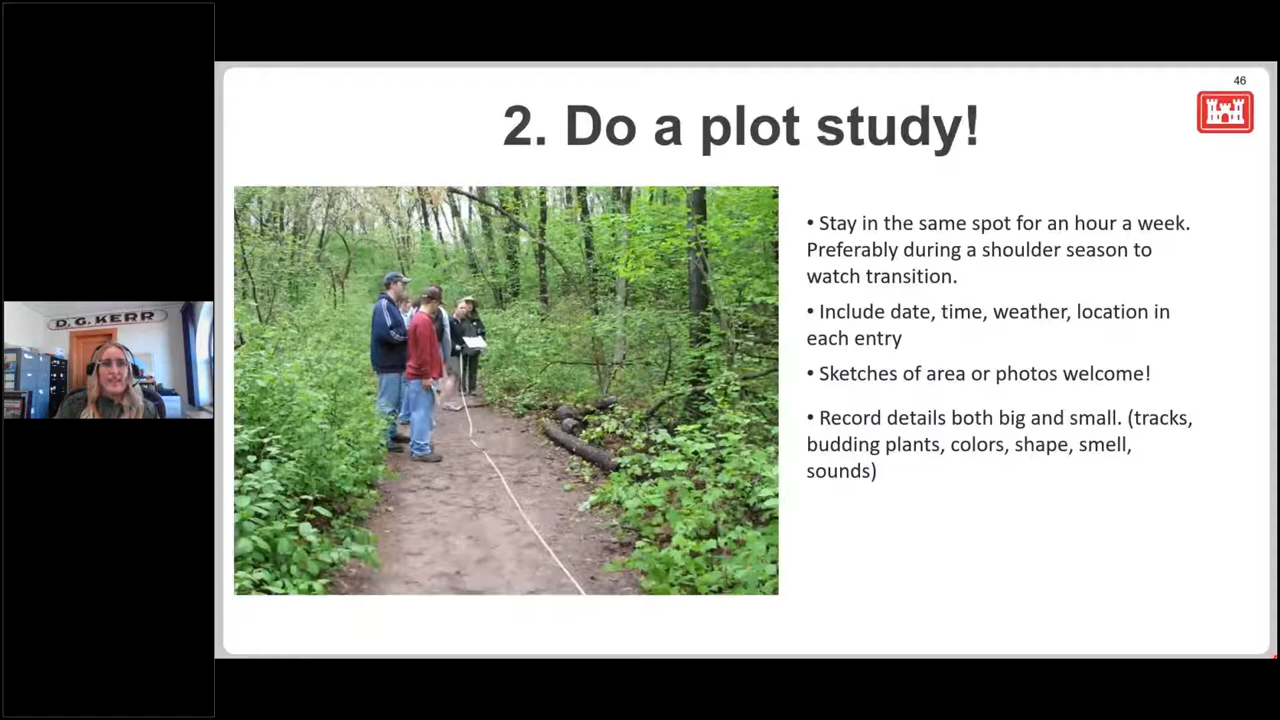 46
2. Do a plot study!
• Stay in the same spot for an hour a week.
Preferably during a shoulder season to
watch transition.
• Include date, time, weather, location in
each entry
• Sketches of area or photos welcome!
• Record details both big and small. (tracks,
budding plants, colors, shape, smell,
sounds)
D. G. KERR